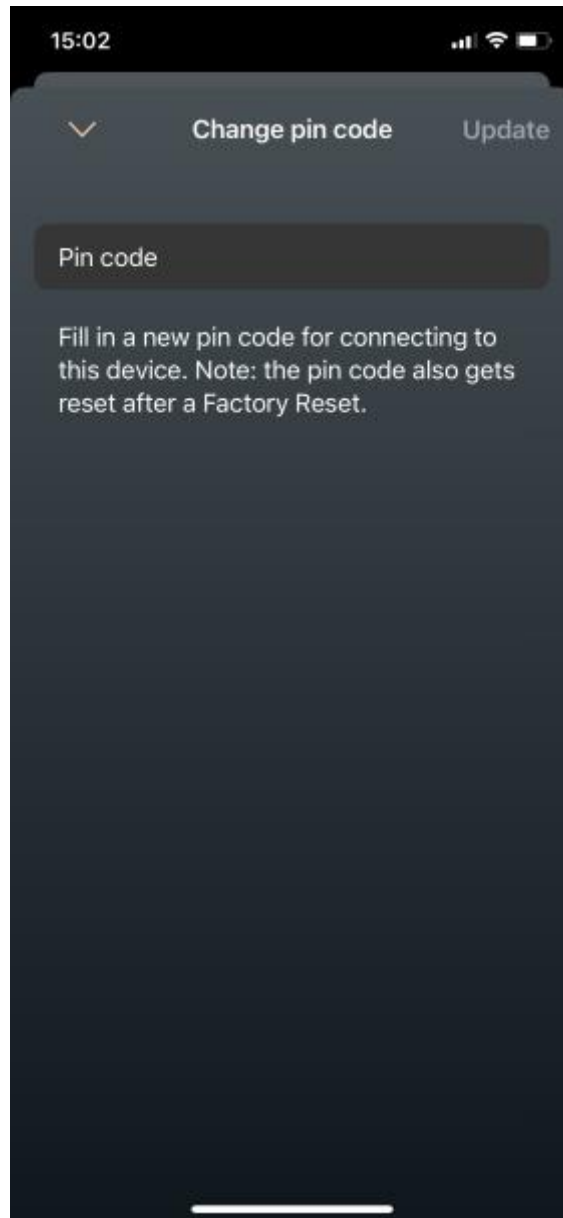 15:02
Change pin code
Update
Pin code
Fill in a new pin code for connecting to
this device. Note: the pin code also gets
reset after a Factory Reset.